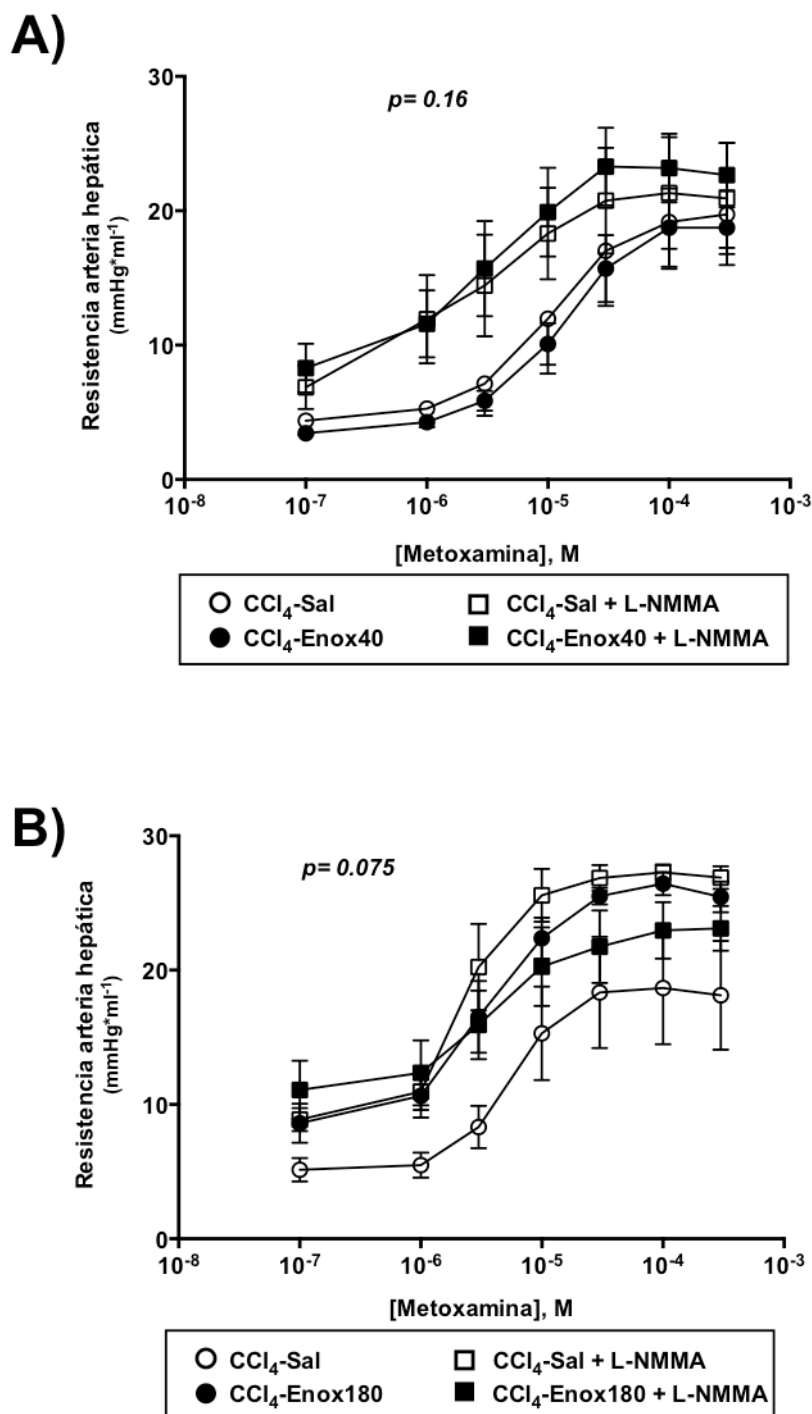 A)
p= 0.16
30
20
10
0
Resistencia arteria hepática
(mmHg*ml⁻¹)
10⁻⁸ 10⁻⁷ 10⁻⁶ 10⁻⁵ 10⁻⁴ 10⁻³
[Metoxamina], M
CCl₄-Sal CCl₄-Sal + L-NMMA
CCl₄-Enox40 CCl₄-Enox40 + L-NMMA
B)
p= 0.075
30
20
10
0
Resistencia arteria hepática
(mmHg*ml⁻¹)
10⁻⁸ 10⁻⁷ 10⁻⁶ 10⁻⁵ 10⁻⁴ 10⁻³
[Metoxamina], M
CCl₄-Sal CCl₄-Sal + L-NMMA
CCl₄-Enox180 CCl₄-Enox180 + L-NMMA